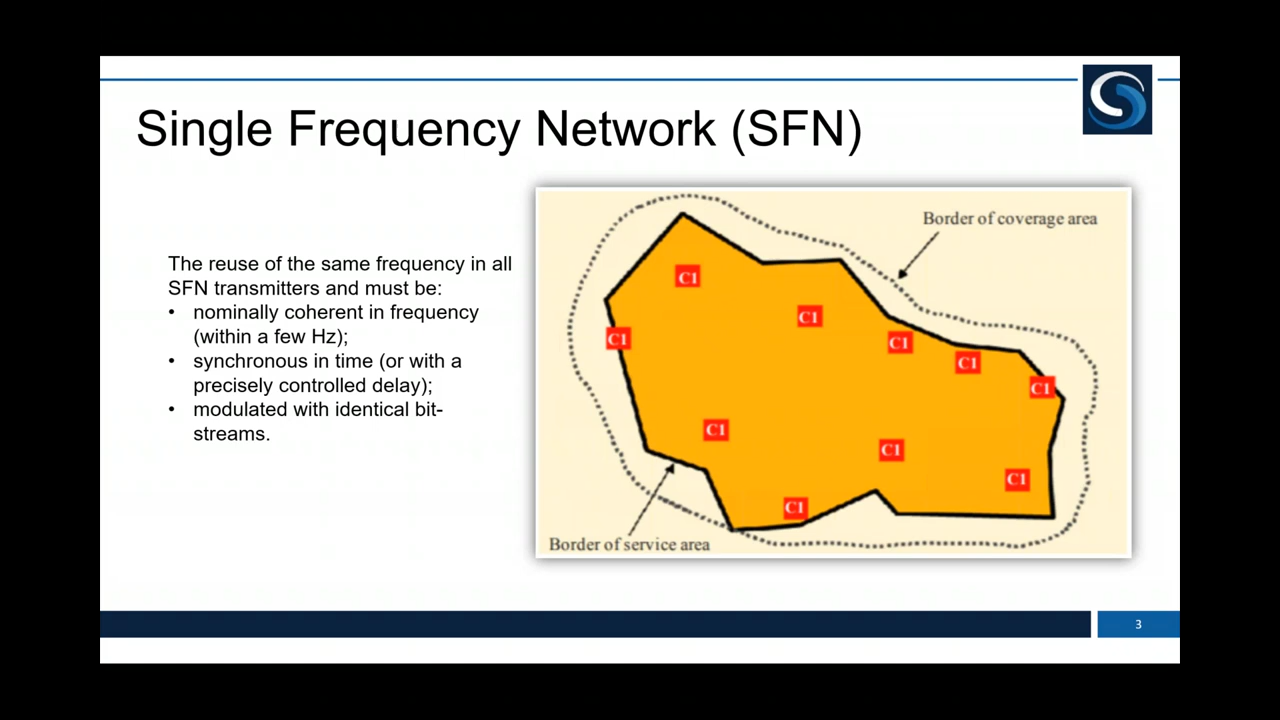 Single Frequency Network (SFN)
The reuse of the same frequency in all
SFN transmitters and must be:
• nominally coherent in frequency
(within a few Hz);
• synchronous in time (or with a
precisely controlled delay);
• modulated with identical bit-
streams.
Border of coverage area
C1
C1
C1
C1
C1
C1
C1
C1
C1
C1
Border of service area
3